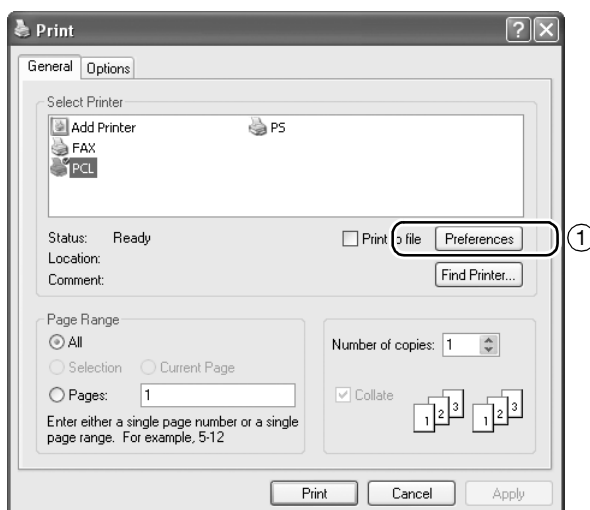 Print
General Options
Select Printer
Add Printer PS
FAX
PCL
Status: Ready
Print to file Preferences
1
Location:
Comment:
Find Printer...
Page Range
All
Selection Current Page
Pages: 1
Enter either a single page number or a single
page range. For example, 5-12
Number of copies: 1
Collate
1 2 3 1 2 3
Print Cancel Apply